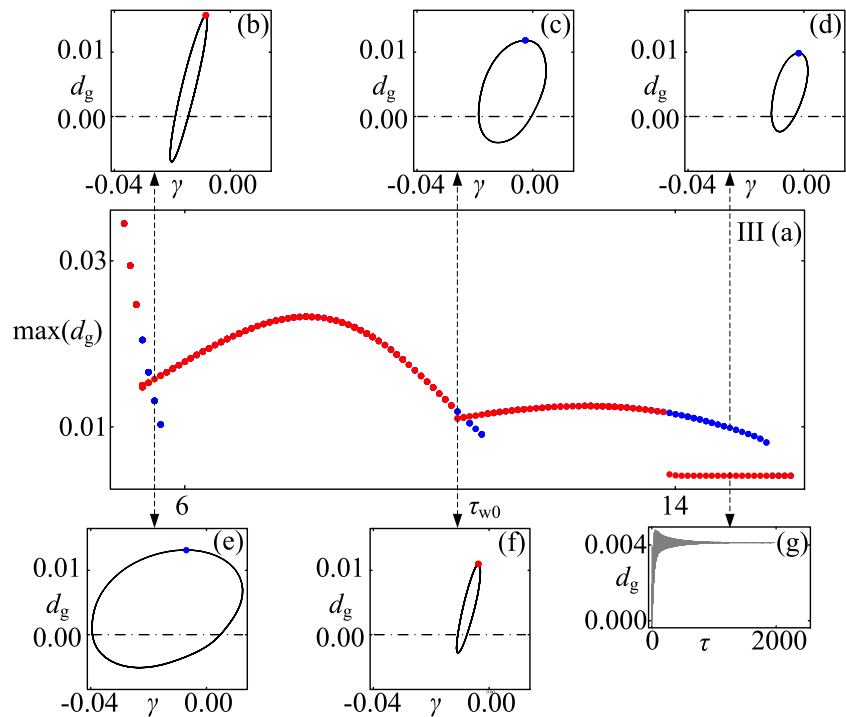 (b) (c) (d)
0.01 0.01 0.01
d_g d_g d_g
0.00 0.00 0.00
-0.04 γ 0.00 -0.04 γ 0.00 -0.04 γ 0.00
III (a)
0.03
max(d_g)
0.01
6 τ_w0 14
(e) (f) (g)
0.01 0.01 0.004
d_g d_g d_g
0.00 0.00 0.000
0 τ 2000
-0.04 γ 0.00 -0.04 γ 0.00